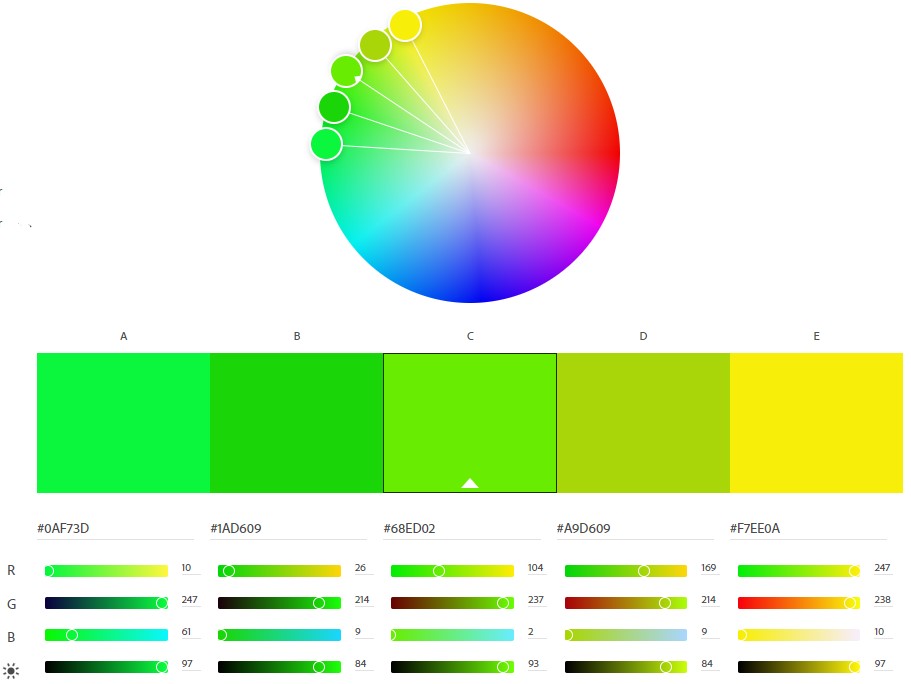 A B C D E
#0AF73D #1AD609 #68ED02 #A9D609 #F7EE0A
R 10 26 104 169 247
G 247 214 237 214 238
B 61 9 2 9 10
97 84 93 84 97